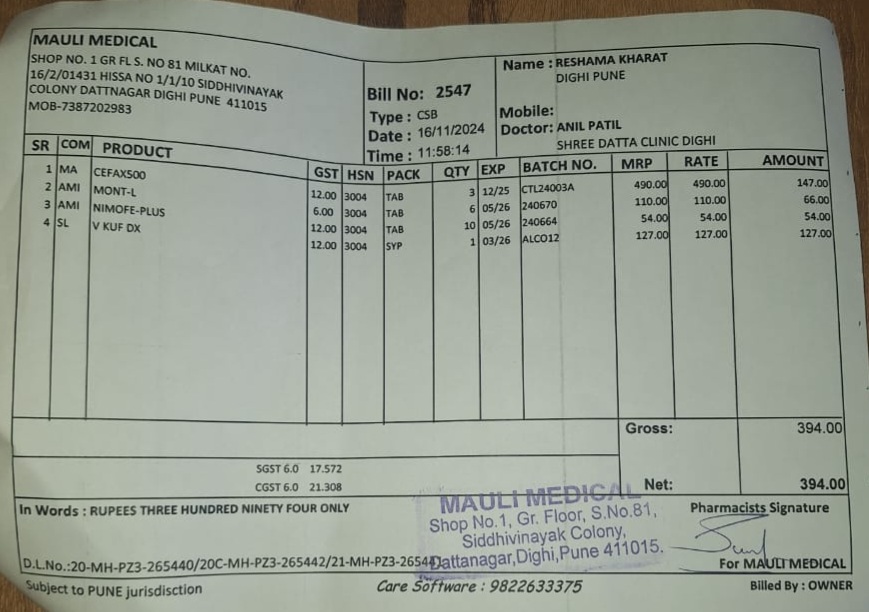 MAULI MEDICAL
SHOP NO. 1 GR FL S. NO 81 MILKAT NO.
16/2/01431 HISSA NO 1/1/10 SIDDHIVINAYAK
COLONY DATTNAGAR DIGHI PUNE 411015
MOB-7387202983
Bill No: 2547
Type : CSB
Date : 16/11/2024
Time : 11:58:14
Name : RESHAMA KHARAT
DIGHI PUNE
Mobile:
Doctor: ANIL PATIL
SHREE DATTA CLINIC DIGHI
SR COM PRODUCT GST HSN PACK QTY EXP BATCH NO. MRP RATE AMOUNT
1 MA CEFAX500 12.00 3004 TAB 3 12/25 CTL24003A 490.00 490.00 147.00
2 AMI MONT-L 6.00 3004 TAB 6 05/26 240670 110.00 110.00 66.00
3 AMI NIMOFE-PLUS 12.00 3004 TAB 10 05/26 240664 54.00 54.00 54.00
4 SL V KUF DX 12.00 3004 SYP 1 03/26 ALCO12 127.00 127.00 127.00
Gross: 394.00
SGST 6.0 17.572
CGST 6.0 21.308
Net: 394.00
In Words : RUPEES THREE HUNDRED NINETY FOUR ONLY
MAULI MEDICAL
Shop No.1, Gr. Floor, S.No.81,
Siddhivinayak Colony,
Dattanagar,Dighi,Pune 411015.
Pharmacists Signature
For MAULI MEDICAL
D.L.No.:20-MH-PZ3-265440/20C-MH-PZ3-265442/21-MH-PZ3-26544
Subject to PUNE jurisdisction
Care Software : 9822633375
Billed By : OWNER